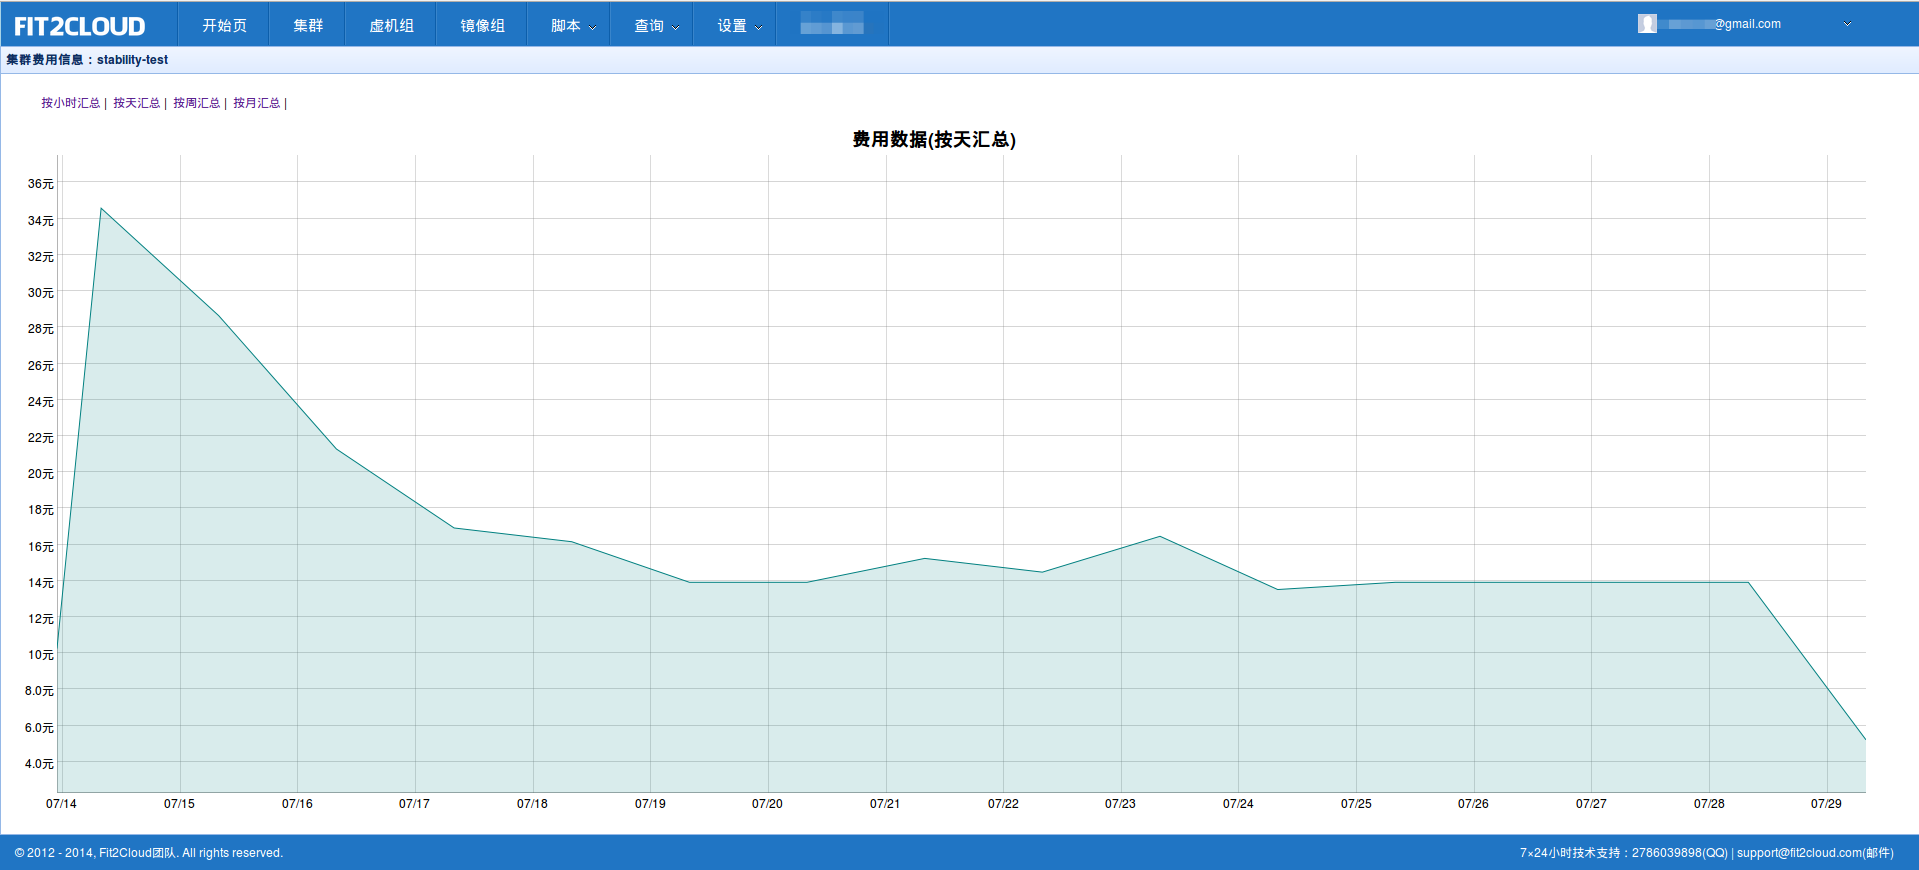 FIT2CLOUD 开始页 集群 虚机组 镜像组 脚本 查询 设置 @gmail.com
集群费用信息：stability-test
按小时汇总 | 按天汇总 | 按周汇总 | 按月汇总 |
费用数据(按天汇总)
36元
34元
32元
30元
28元
26元
24元
22元
20元
18元
16元
14元
12元
10元
8.0元
6.0元
4.0元
07/14 07/15 07/16 07/17 07/18 07/19 07/20 07/21 07/22 07/23 07/24 07/25 07/26 07/27 07/28 07/29
© 2012 - 2014, Fit2Cloud团队. All rights reserved. 7×24小时技术支持：2786039898(QQ) | support@fit2cloud.com(邮件)